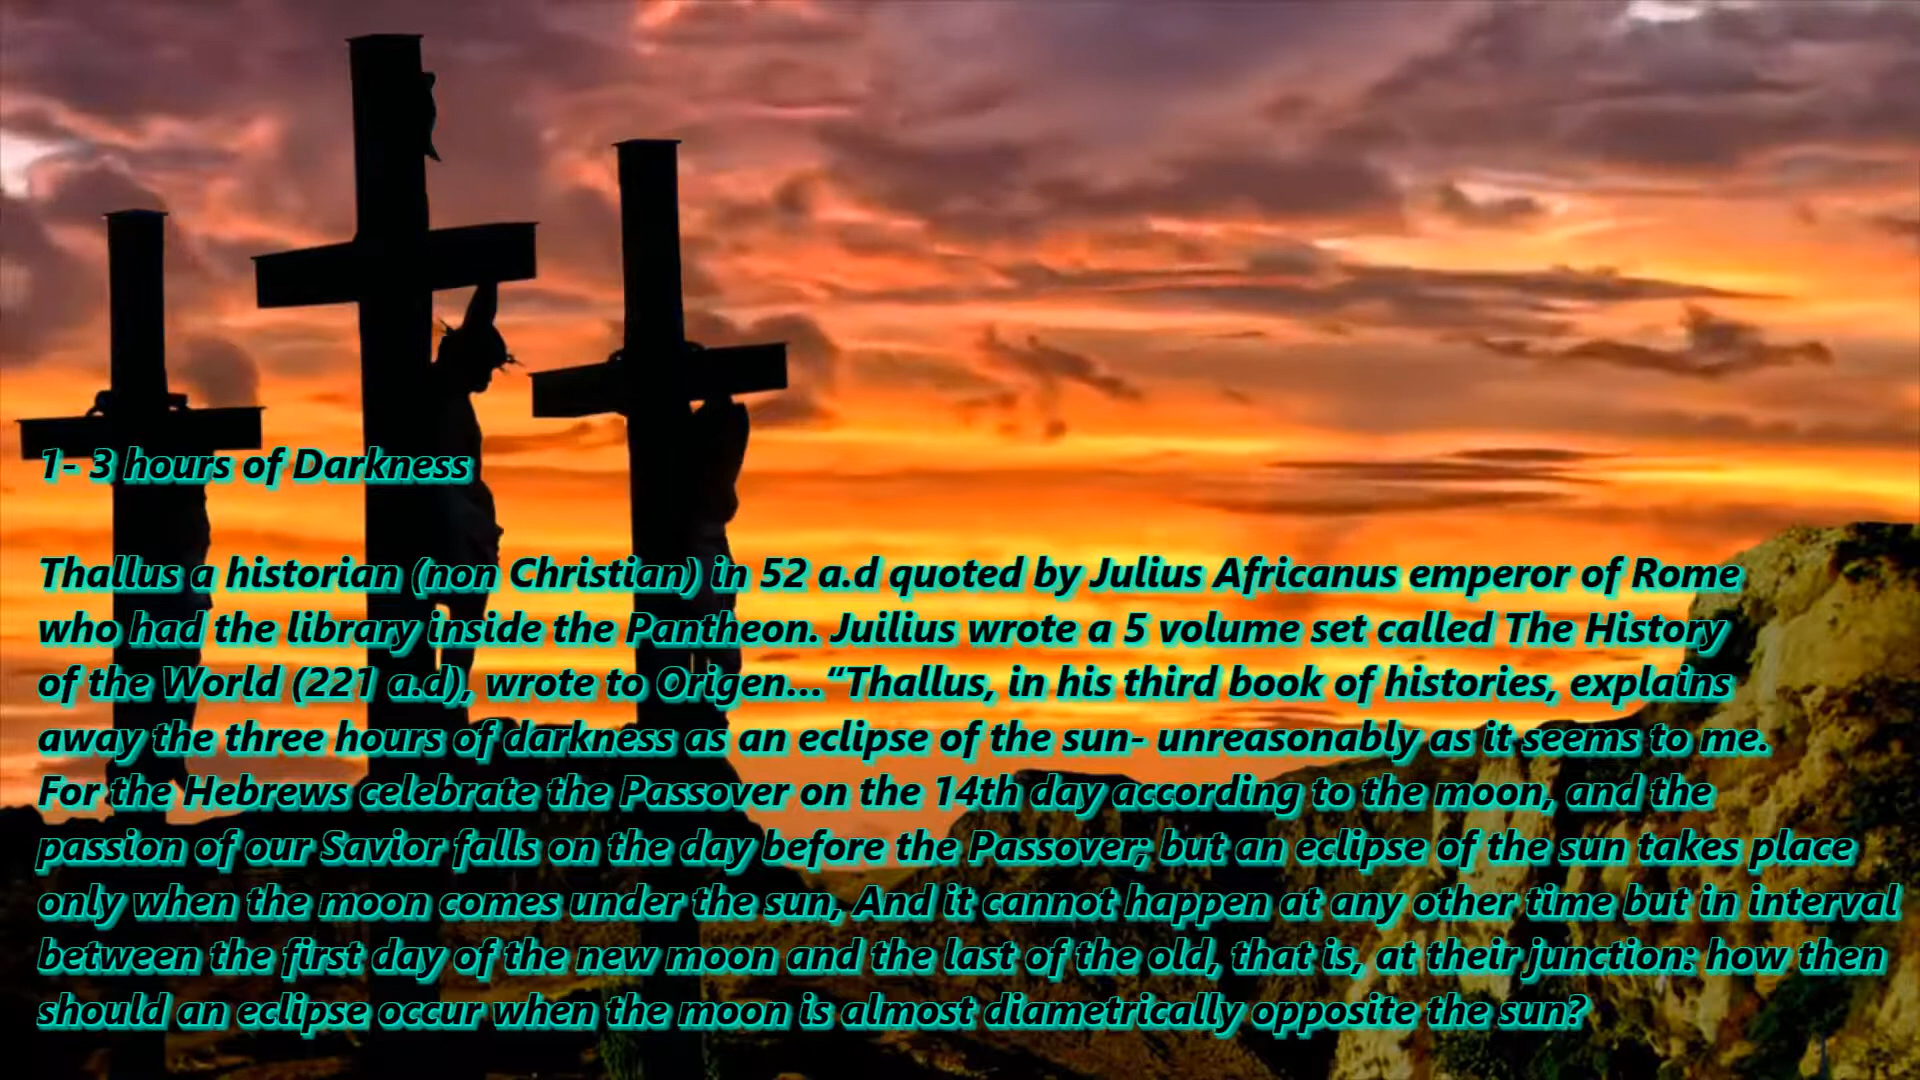 1- 3 hours of Darkness
Thallus a historian (non Christian) in 52 a.d quoted by Julius Africanus emperor of Rome
who had the library inside the Pantheon. Juilius wrote a 5 volume set called The History
of the World (221 a.d), wrote to Origen...“Thallus, in his third book of histories, explains
away the three hours of darkness as an eclipse of the sun- unreasonably as it seems to me.
For the Hebrews celebrate the Passover on the 14th day according to the moon, and the
passion of our Savior falls on the day before the Passover; but an eclipse of the sun takes place
only when the moon comes under the sun, And it cannot happen at any other time but in interval
between the first day of the new moon and the last of the old, that is, at their junction: how then
should an eclipse occur when the moon is almost diametrically opposite the sun?